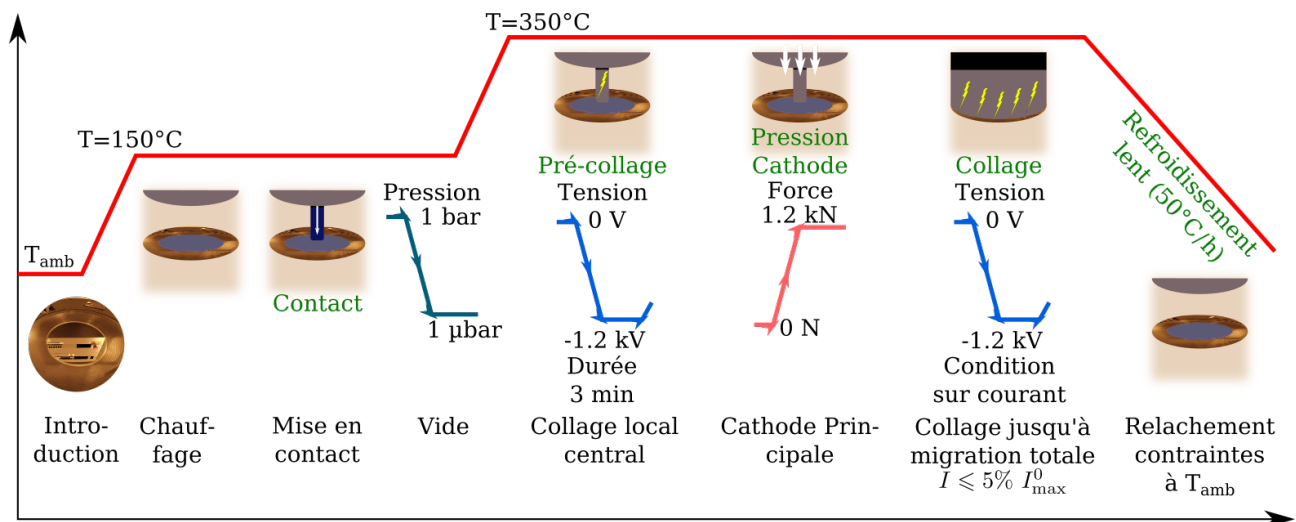 T=350°C
T=150°C
T_amb
Contact
Pression
1 bar
1 µbar
Pré-collage
Tension
0 V
-1.2 kV
Durée
3 min
Pression
Cathode
Force
1.2 kN
0 N
Collage
Tension
0 V
-1.2 kV
Condition
sur courant
Refroidissement
lent (50°C/h)
Intro-
duction
Chauf-
fage
Mise en
contact
Vide
Collage local
central
Cathode Prin-
cipale
Collage jusqu'à
migration totale
I ⩽ 5% I⁰_max
Relachement
contraintes
à T_amb